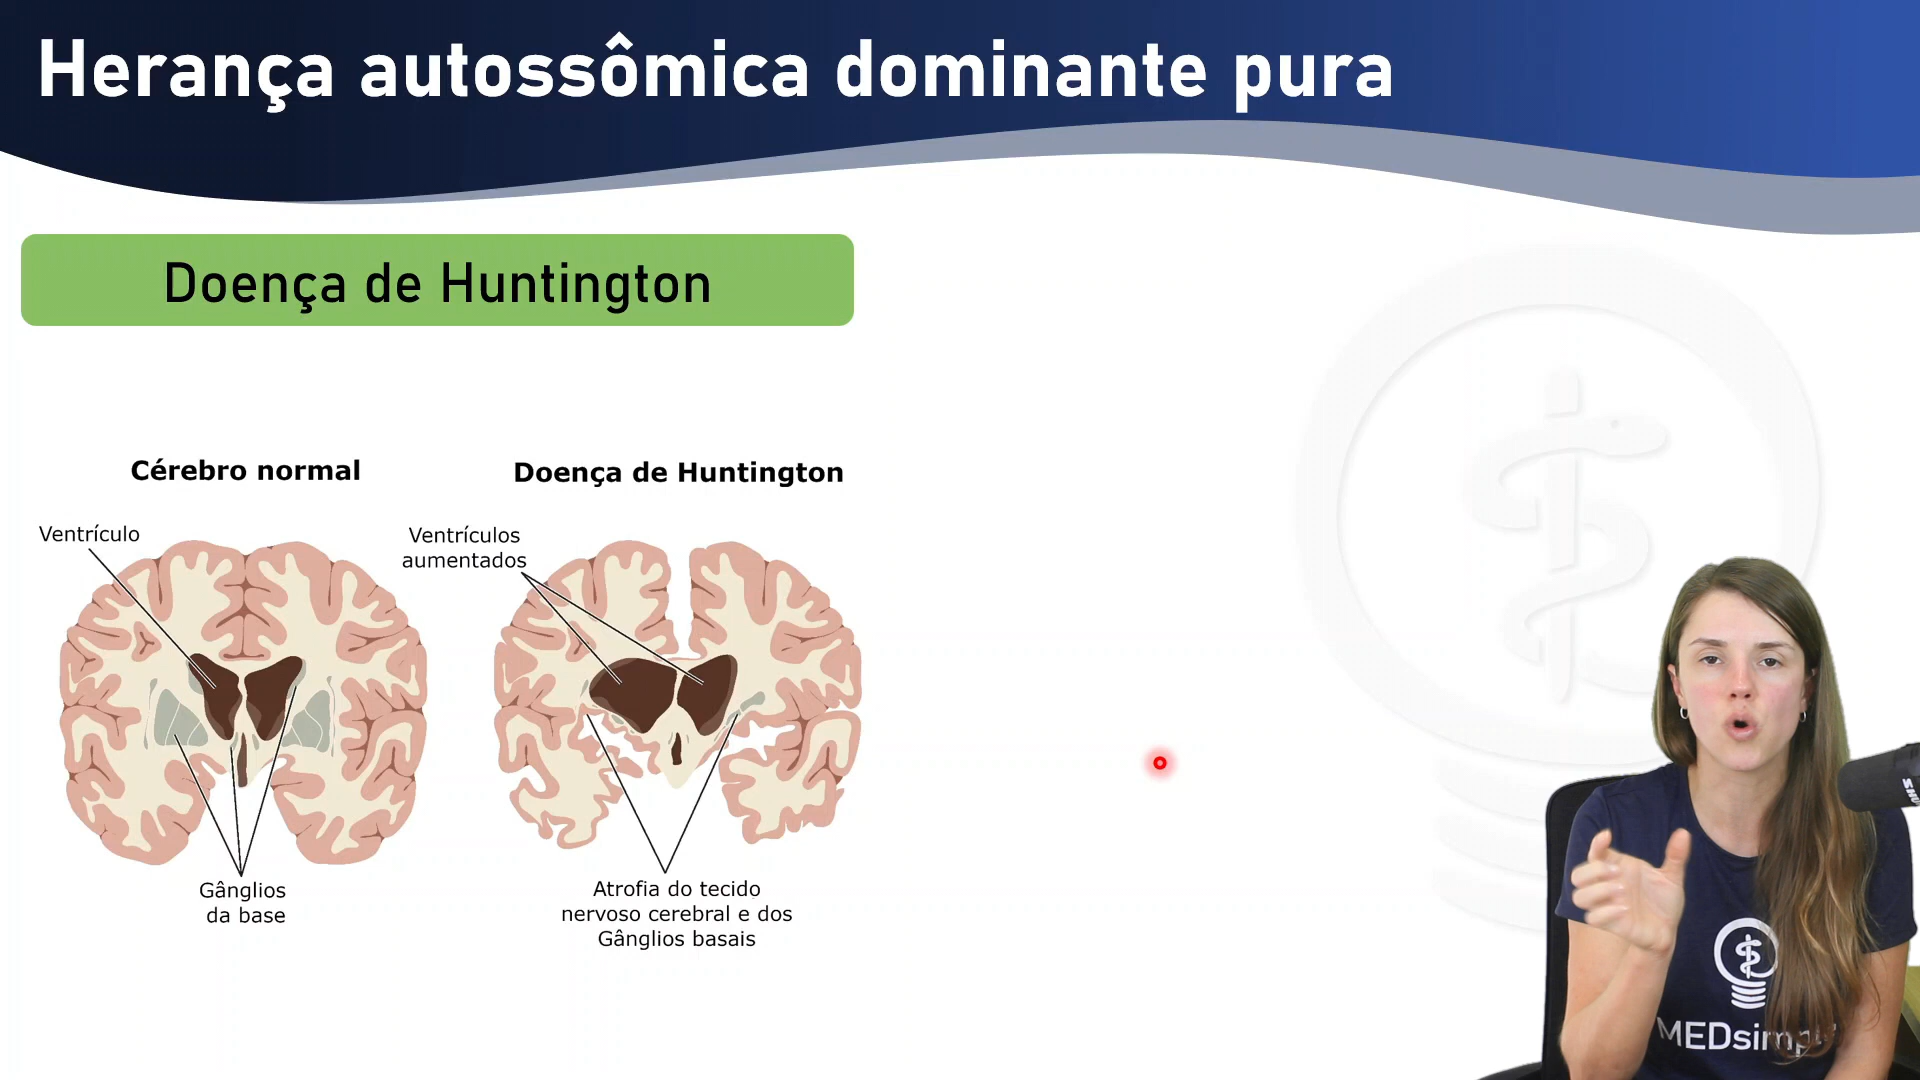 Herança autossômica dominante pura
Doença de Huntington
Cérebro normal
Doença de Huntington
Ventrículo
Ventrículos
aumentados
Gânglios
da base
Atrofia do tecido
nervoso cerebral e dos
Gânglios basais